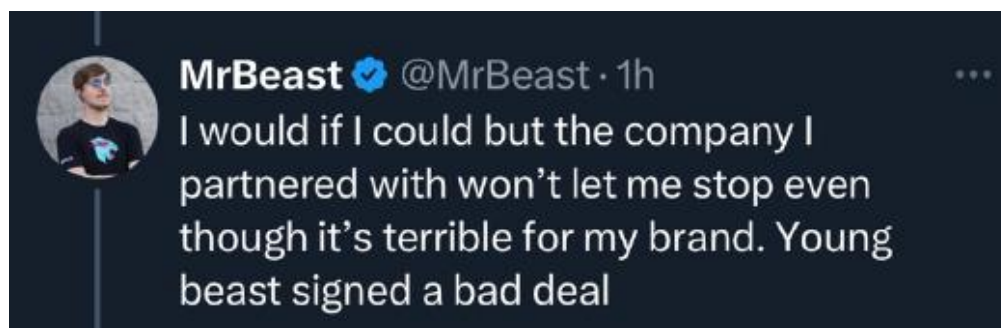 MrBeast @MrBeast · 1h
I would if I could but the company I
partnered with won’t let me stop even
though it’s terrible for my brand. Young
beast signed a bad deal